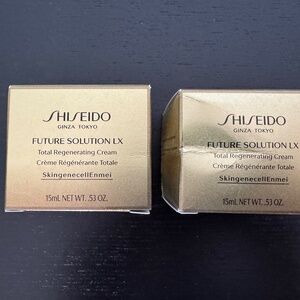 SHISEIDO
GINZA TOKYO
FUTURE SOLUTION LX
Total Regenerating Cream
Crème Régénérante Totale
SkingenecellEnmei
15mL NET WT. .53 OZ.
SHISEIDO
GINZA TOKYO
FUTURE SOLUTION LX
Total Regenerating Cream
Crème Régénérante Totale
SkingenecellEnmei
15mL NET WT. .53 OZ.